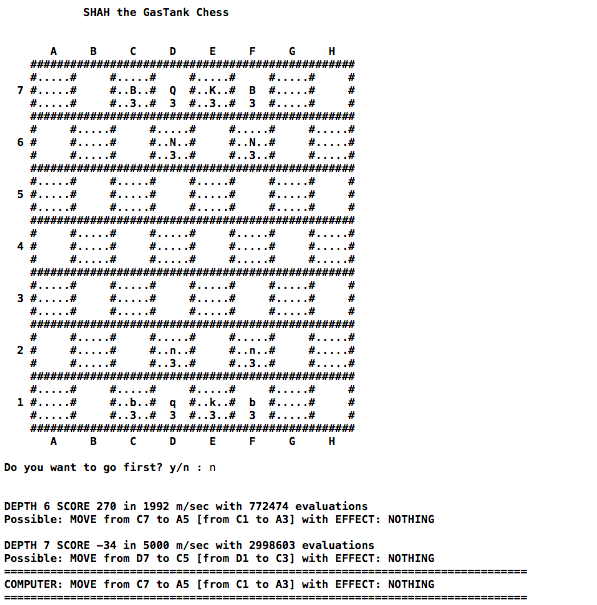 SHAH the GasTank Chess
       A     B     C     D     E     F     G     H
    #################################################
    #.....#     #.....#     #.....#     #.....#     #
  7 #.....#     #..B..#  Q  #..K..#  B  #.....#     #
    #.....#     #..3..#  3  #..3..#  3  #.....#     #
    #################################################
    #     #.....#     #.....#     #.....#     #.....#
  6 #     #.....#     #..N..#     #..N..#     #.....#
    #     #.....#     #..3..#     #..3..#     #.....#
    #################################################
    #.....#     #.....#     #.....#     #.....#     #
  5 #.....#     #.....#     #.....#     #.....#     #
    #.....#     #.....#     #.....#     #.....#     #
    #################################################
    #     #.....#     #.....#     #.....#     #.....#
  4 #     #.....#     #.....#     #.....#     #.....#
    #     #.....#     #.....#     #.....#     #.....#
    #################################################
    #.....#     #.....#     #.....#     #.....#     #
  3 #.....#     #.....#     #.....#     #.....#     #
    #.....#     #.....#     #.....#     #.....#     #
    #################################################
    #     #.....#     #.....#     #.....#     #.....#
  2 #     #.....#     #..n..#     #..n..#     #.....#
    #     #.....#     #..3..#     #..3..#     #.....#
    #################################################
    #.....#     #.....#     #.....#     #.....#     #
  1 #.....#     #..b..#  q  #..k..#  b  #.....#     #
    #.....#     #..3..#  3  #..3..#  3  #.....#     #
    #################################################
       A     B     C     D     E     F     G     H
Do you want to go first? y/n : n
DEPTH 6 SCORE 270 in 1992 m/sec with 772474 evaluations
Possible: MOVE from C7 to A5 [from C1 to A3] with EFFECT: NOTHING
DEPTH 7 SCORE -34 in 5000 m/sec with 2998603 evaluations
Possible: MOVE from D7 to C5 [from D1 to C3] with EFFECT: NOTHING
===============================================================================
COMPUTER: MOVE from C7 to A5 [from C1 to A3] with EFFECT: NOTHING
===============================================================================